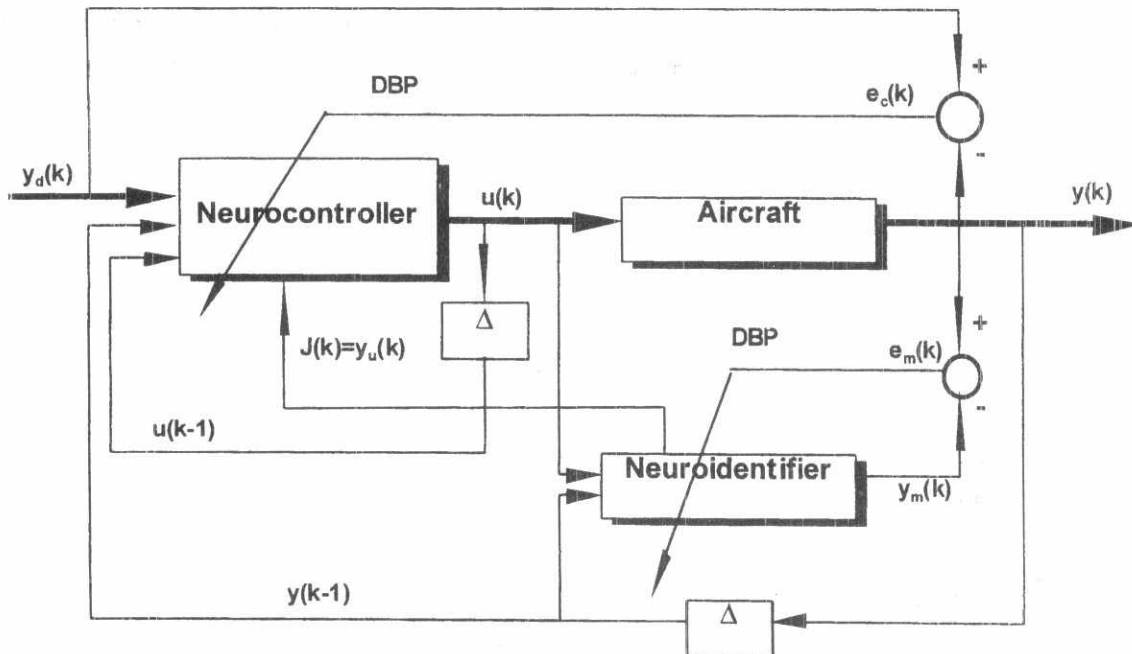 +
DBP
e_c(k)
-
y_d(k)
Neurocontroller
u(k)
Aircraft
y(k)
Δ
+
J(k)=y_u(k)
DBP
e_m(k)
-
u(k-1)
Neuroidentifier
y_m(k)
y(k-1)
Δ